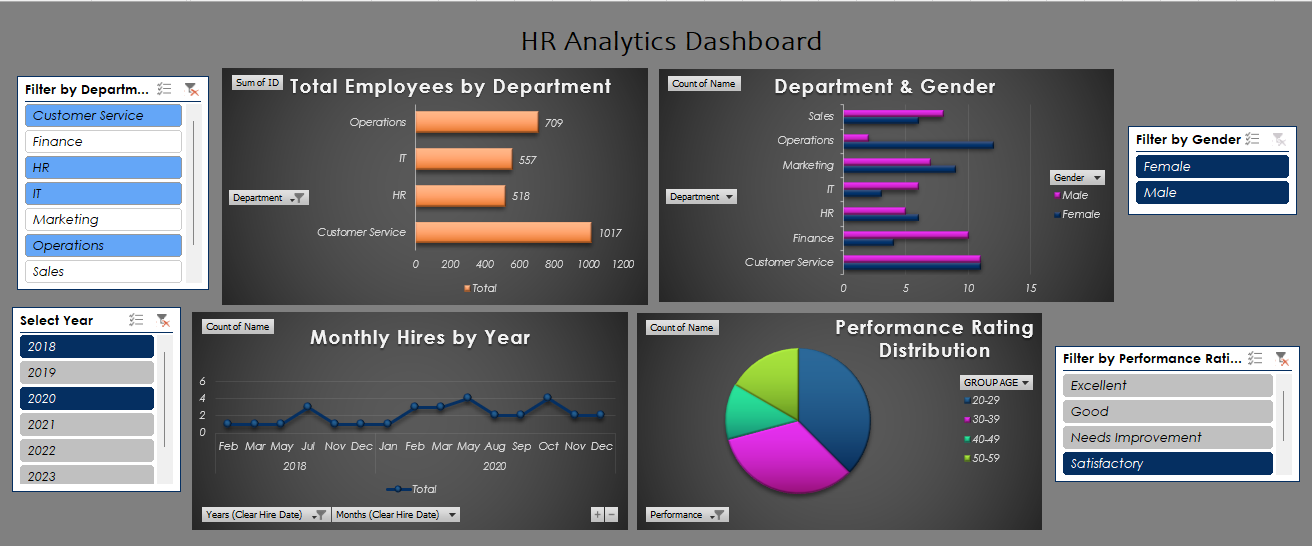 HR Analytics Dashboard
Filter by Departm...
Customer Service
Finance
HR
IT
Marketing
Operations
Sales
Sum of ID
Total Employees by Department
Operations
709
IT
557
HR
518
Customer Service
1017
0 200 400 600 800 1000 1200
Total
Department
Count of Name
Department & Gender
Sales
Operations
Marketing
IT
HR
Finance
Customer Service
0 5 10 15
Department
Gender
Male
Female
Filter by Gender
Female
Male
Select Year
2018
2019
2020
2021
2022
2023
Count of Name
Monthly Hires by Year
6
4
2
0
Feb Mar May Jul Nov Dec Jan Feb Mar May Aug Sep Oct Nov Dec
2018 2020
Total
Years (Clear Hire Date) Months (Clear Hire Date)
+ −
Count of Name
Performance Rating
Distribution
GROUP AGE
20-29
30-39
40-49
50-59
Performance
Filter by Performance Rati...
Excellent
Good
Needs Improvement
Satisfactory